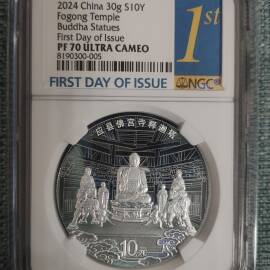 2024 China 30g S10Y
Fogong Temple
Buddha Statues
First Day of Issue
PF 70 ULTRA CAMEO
8190300-005
1st
FIRST DAY OF ISSUE
NGC
应县佛宫寺释迦塔
10元